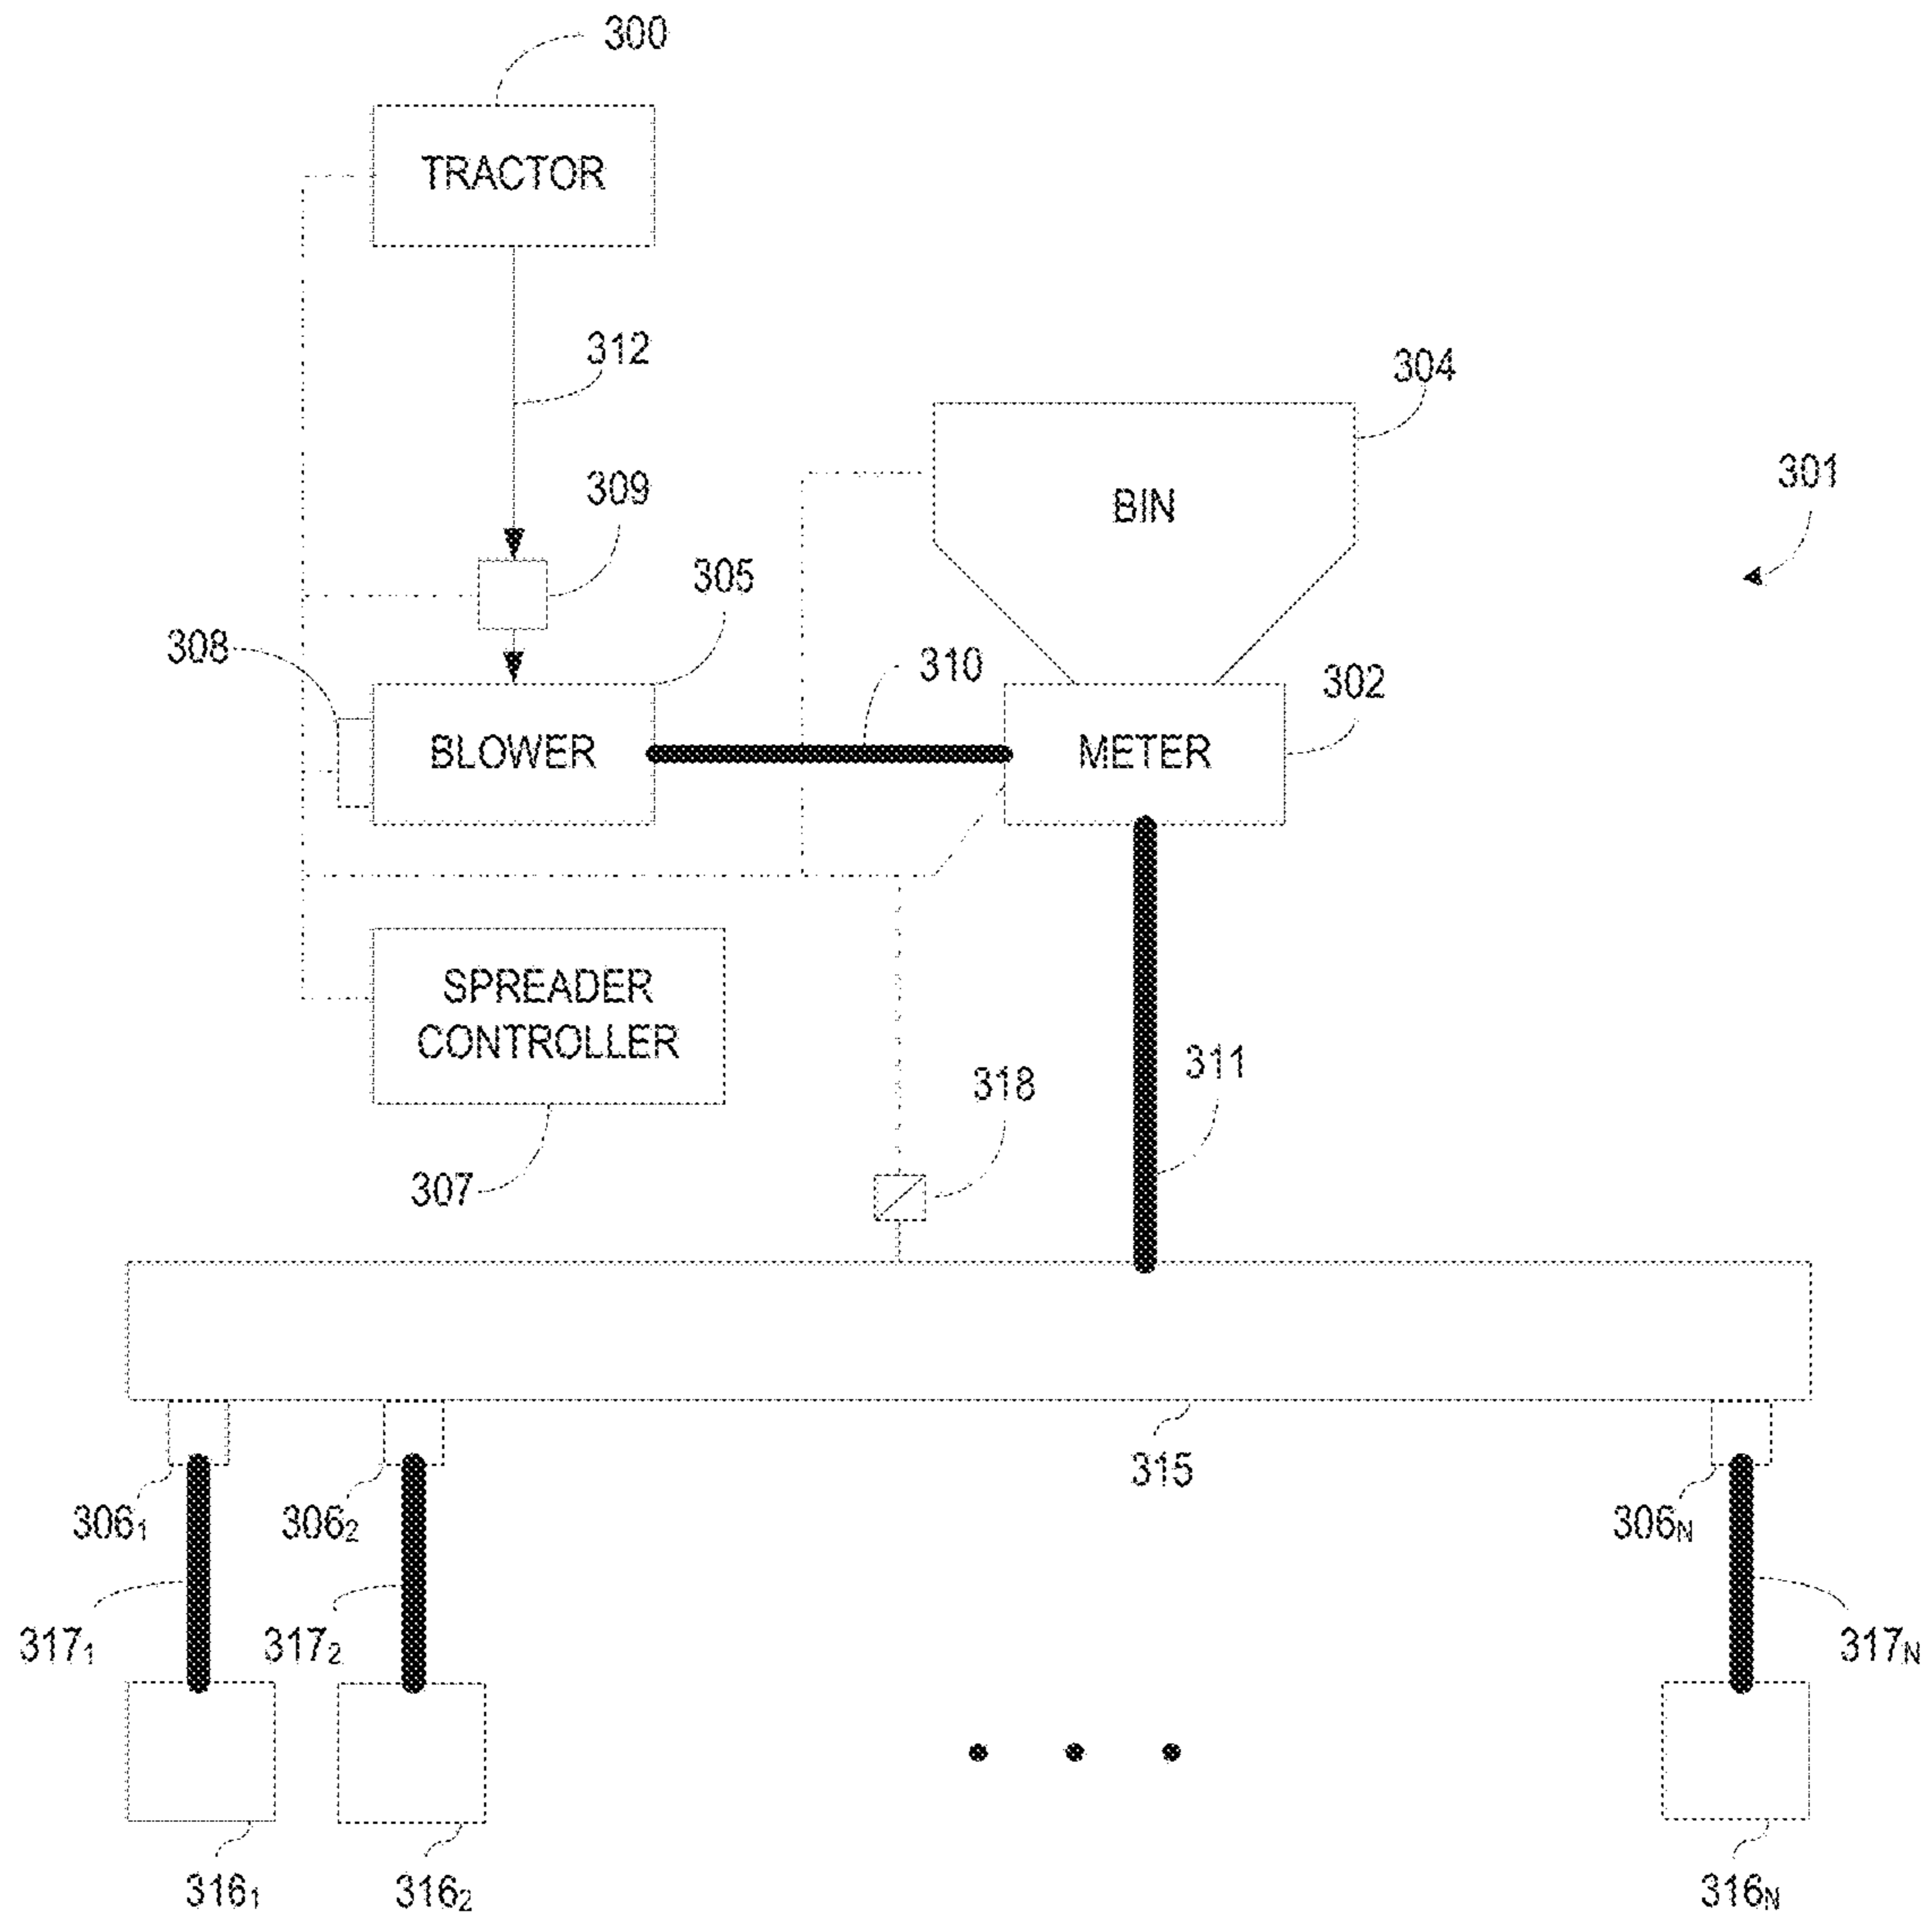 300
TRACTOR
312
304
301
309
BIN
305
308
310
302
BLOWER
METER
SPREADER
CONTROLLER
311
318
307
315
306₁
306₂
306N
317₁
317₂
317N
316₁
316₂
316N